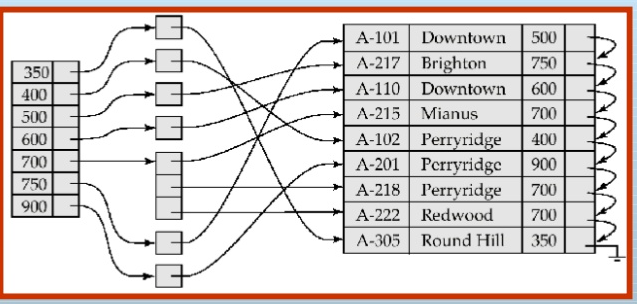 350
400
500
600
700
750
900
A-101 Downtown 500
A-217 Brighton 750
A-110 Downtown 600
A-215 Mianus 700
A-102 Perryridge 400
A-201 Perryridge 900
A-218 Perryridge 700
A-222 Redwood 700
A-305 Round Hill 350